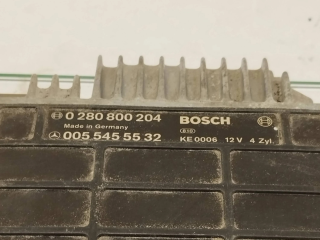 0 280 800 204 BOSCH
Made in Germany
005 545 55 32 KE 0006 12 V 4 Zyl.